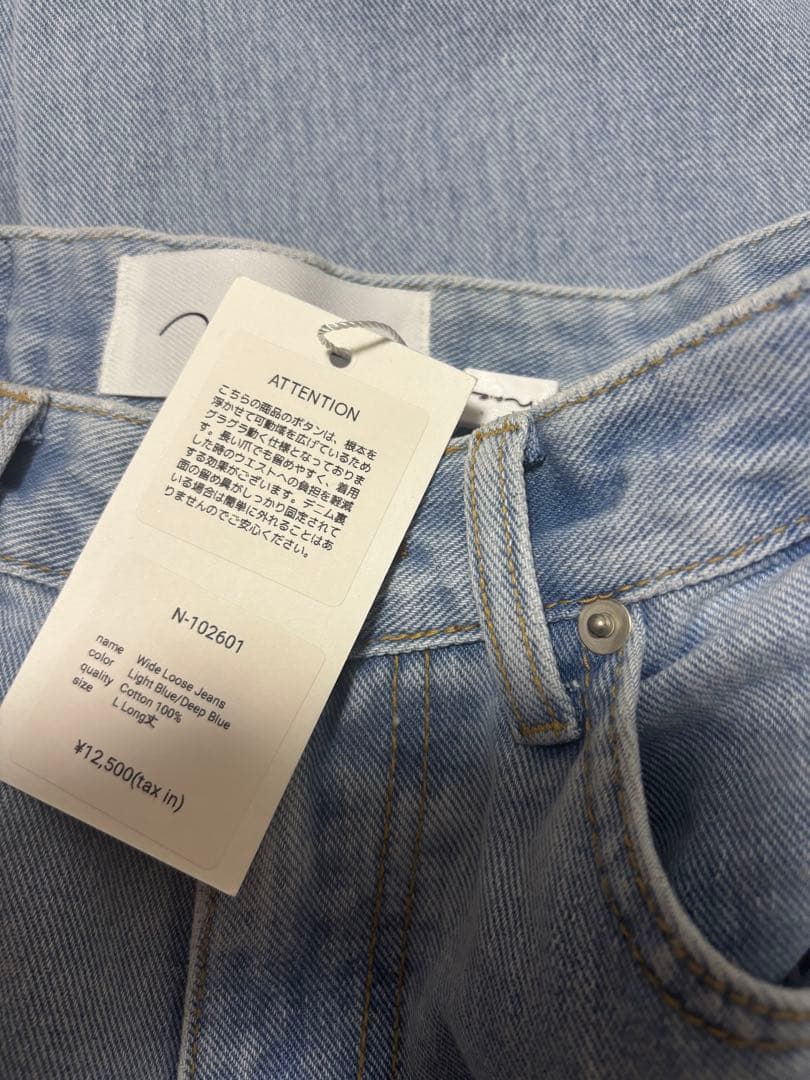 ATTENTION
こちらの商品のボタンは、根本を
浮かせて可動域を広げているため
グラグラ動く仕様となっておりま
す。長い爪でも留めやすく、着用
した時のウエストへの負担を軽減
する効果がございます。デニム裏
面の留め具がしっかり固定されて
いる場合は簡単に外れることはあ
りませんのでご安心ください。
N-102601
name Wide Loose Jeans
color Light Blue/Deep Blue
quality Cotton 100%
size L Long丈
¥12,500(tax in)